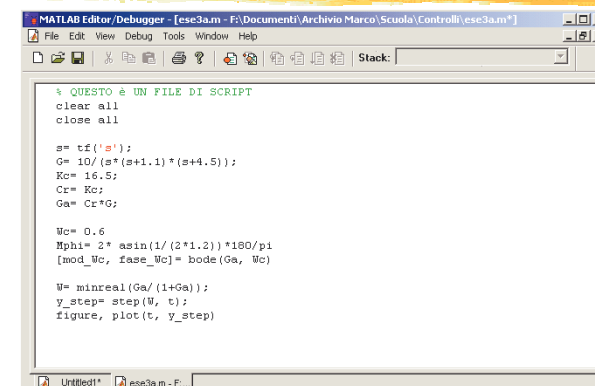 MATLAB Editor/Debugger - [ese3a.m - F:\Documenti\Archivio Marco\Scuola\Controlli\ese3a.m*]
File Edit View Debug Tools Window Help
Stack:
% QUESTO è UN FILE DI SCRIPT
clear all
close all
s= tf('s');
G= 10/(s*(s+1.1)*(s+4.5));
Kc= 16.5;
Cr= Kc;
Ga= Cr*G;
Wc= 0.6
Mphi= 2* asin(1/(2*1.2))*180/pi
[mod_Wc, fase_Wc]= bode(Ga, Wc)
W= minreal(Ga/(1+Ga));
y_step= step(W, t);
figure, plot(t, y_step)
Untitled1* ese3a.m - F:...